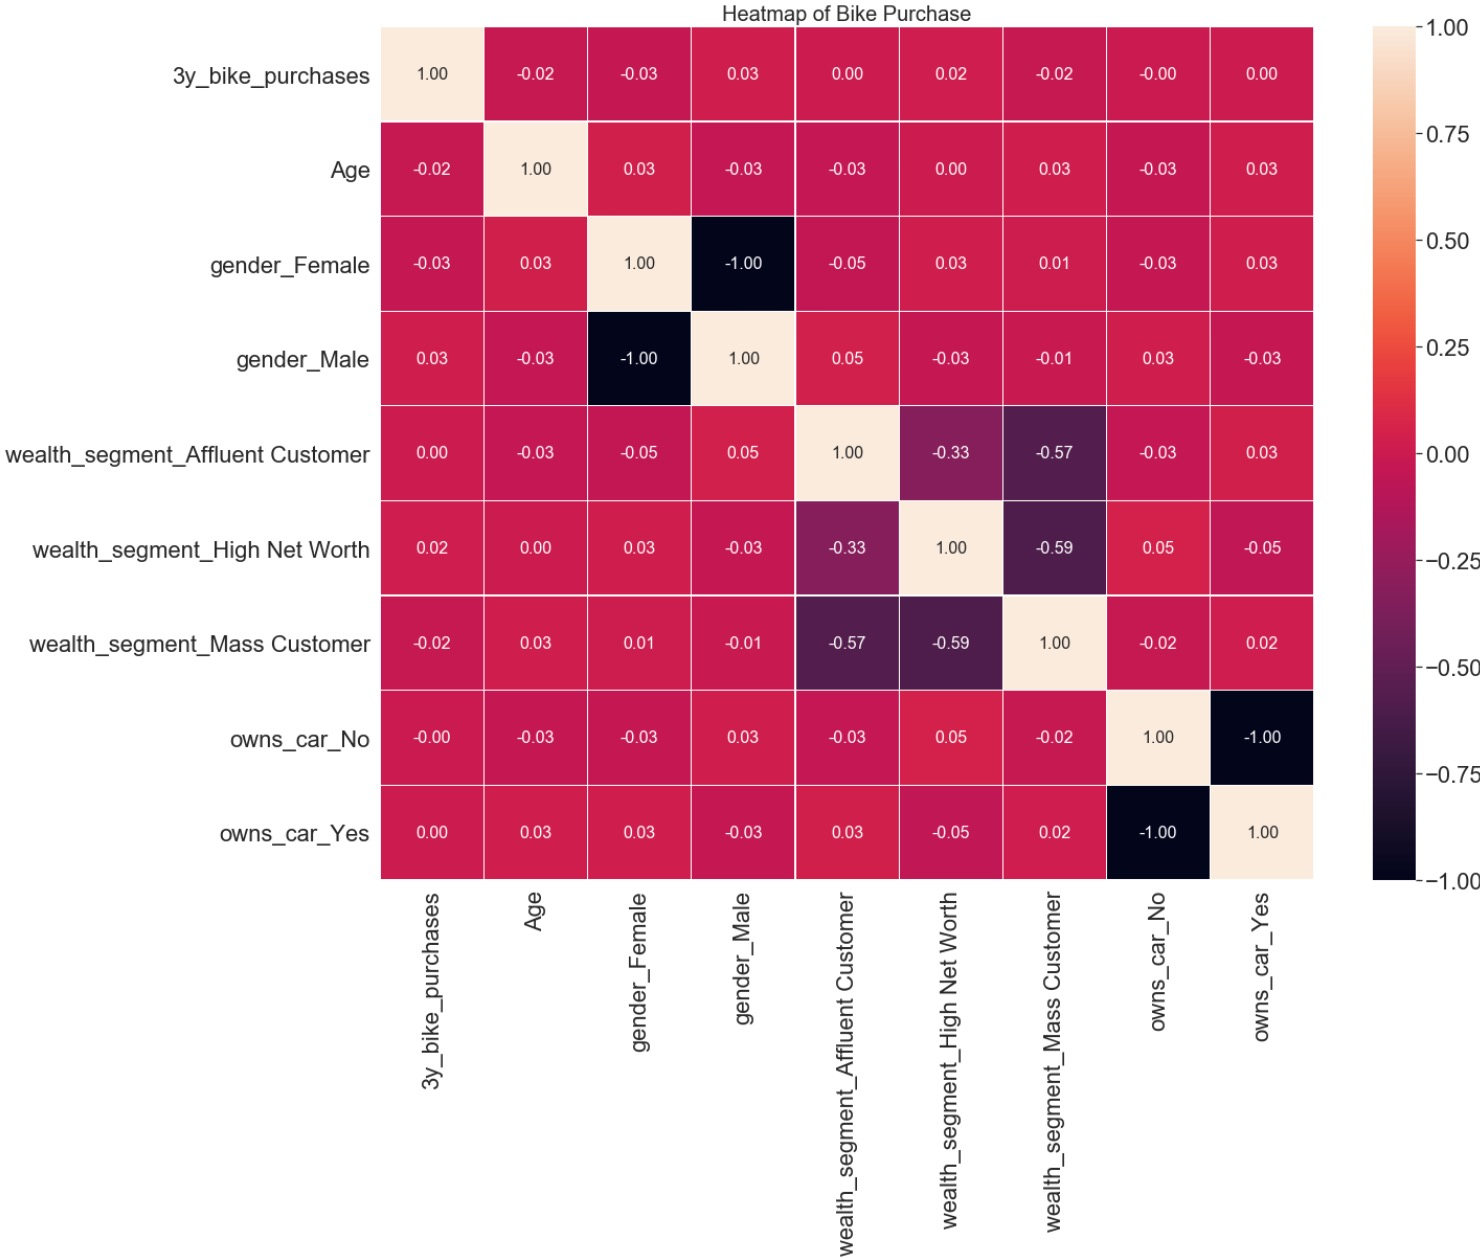 Heatmap of Bike Purchase
3y_bike_purchases 1.00 -0.02 -0.03 0.03 0.00 0.02 -0.02 -0.00 0.00
Age -0.02 1.00 0.03 -0.03 -0.03 0.00 0.03 -0.03 0.03
gender_Female -0.03 0.03 1.00 -1.00 -0.05 0.03 0.01 -0.03 0.03
gender_Male 0.03 -0.03 -1.00 1.00 0.05 -0.03 -0.01 0.03 -0.03
wealth_segment_Affluent Customer 0.00 -0.03 -0.05 0.05 1.00 -0.33 -0.57 -0.03 0.03
wealth_segment_High Net Worth 0.02 0.00 0.03 -0.03 -0.33 1.00 -0.59 0.05 -0.05
wealth_segment_Mass Customer -0.02 0.03 0.01 -0.01 -0.57 -0.59 1.00 -0.02 0.02
owns_car_No -0.00 -0.03 -0.03 0.03 -0.03 0.05 -0.02 1.00 -1.00
owns_car_Yes 0.00 0.03 0.03 -0.03 0.03 -0.05 0.02 -1.00 1.00
3y_bike_purchases
Age
gender_Female
gender_Male
wealth_segment_Affluent Customer
wealth_segment_High Net Worth
wealth_segment_Mass Customer
owns_car_No
owns_car_Yes
1.00
0.75
0.50
0.25
0.00
−0.25
−0.50
−0.75
−1.00